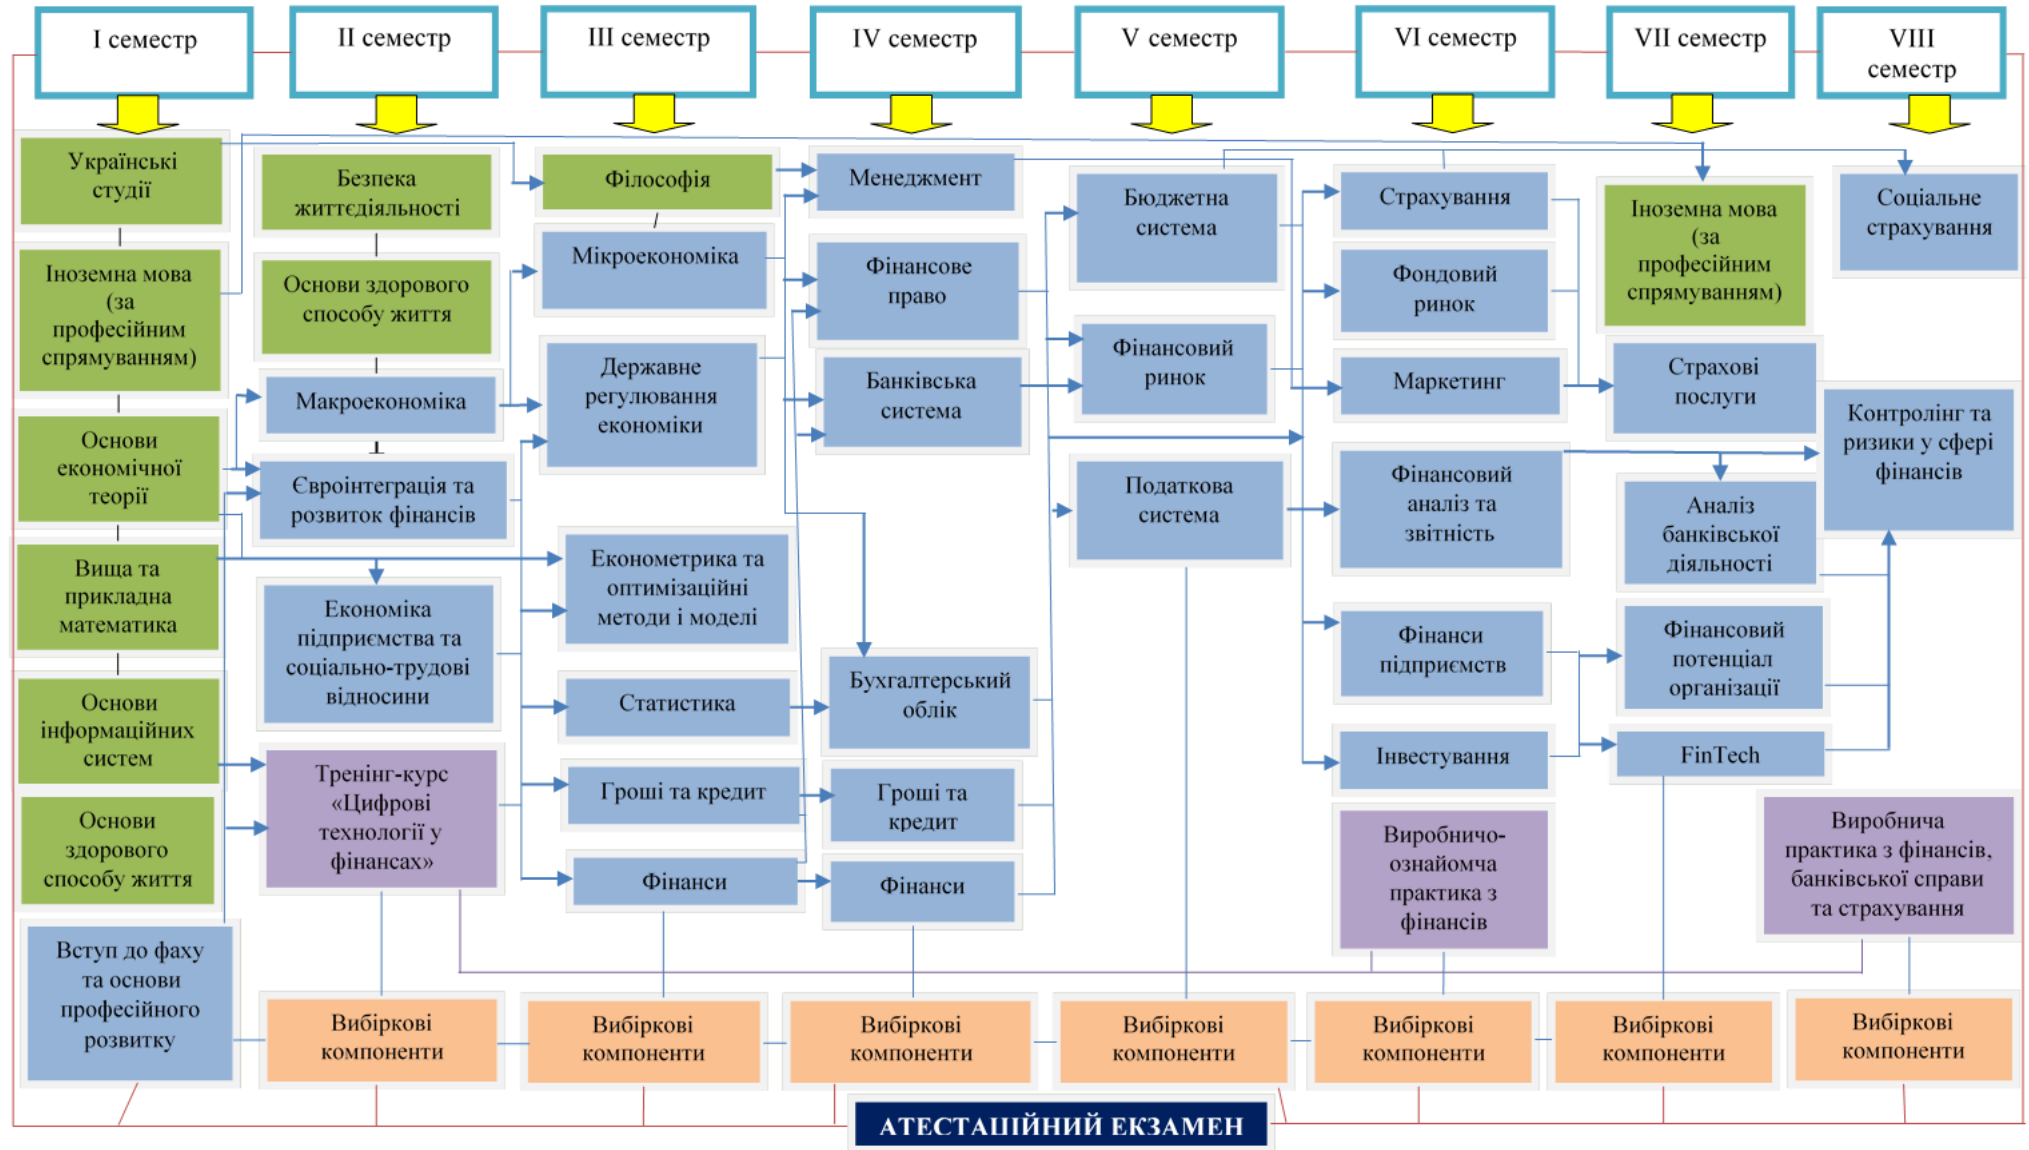 I семестр
II семестр
III семестр
IV семестр
V семестр
VI семестр
VII семестр
VIII
семестр
Українські
студії
Іноземна мова
(за
професійним
спрямуванням)
Основи
економічної
теорії
Вища та
прикладна
математика
Основи
інформаційних
систем
Основи
здорового
способу життя
Вступ до фаху
та основи
професійного
розвитку
Безпека
життєдіяльності
Основи здорового
способу життя
Макроекономіка
Євроінтеграція та
розвиток фінансів
Економіка
підприємства та
соціально-трудові
відносини
Тренінг-курс
«Цифрові
технології у
фінансах»
Вибіркові
компоненти
Філософія
Мікроекономіка
Державне
регулювання
економіки
Економетрика та
оптимізаційні
методи і моделі
Статистика
Гроші та кредит
Фінанси
Вибіркові
компоненти
Менеджмент
Фінансове
право
Банківська
система
Бухгалтерський
облік
Гроші та
кредит
Фінанси
Вибіркові
компоненти
Бюджетна
система
Фінансовий
ринок
Податкова
система
Вибіркові
компоненти
Страхування
Фондовий
ринок
Маркетинг
Фінансовий
аналіз та
звітність
Фінанси
підприємств
Інвестування
Виробничо-
ознайомча
практика з
фінансів
Вибіркові
компоненти
Іноземна мова
(за
професійним
спрямуванням)
Страхові
послуги
Аналіз
банківської
діяльності
Фінансовий
потенціал
організації
FinTech
Вибіркові
компоненти
Соціальне
страхування
Контролінг та
ризики у сфері
фінансів
Виробнича
практика з фінансів,
банківської справи
та страхування
Вибіркові
компоненти
АТЕСТАЦІЙНИЙ ЕКЗАМЕН